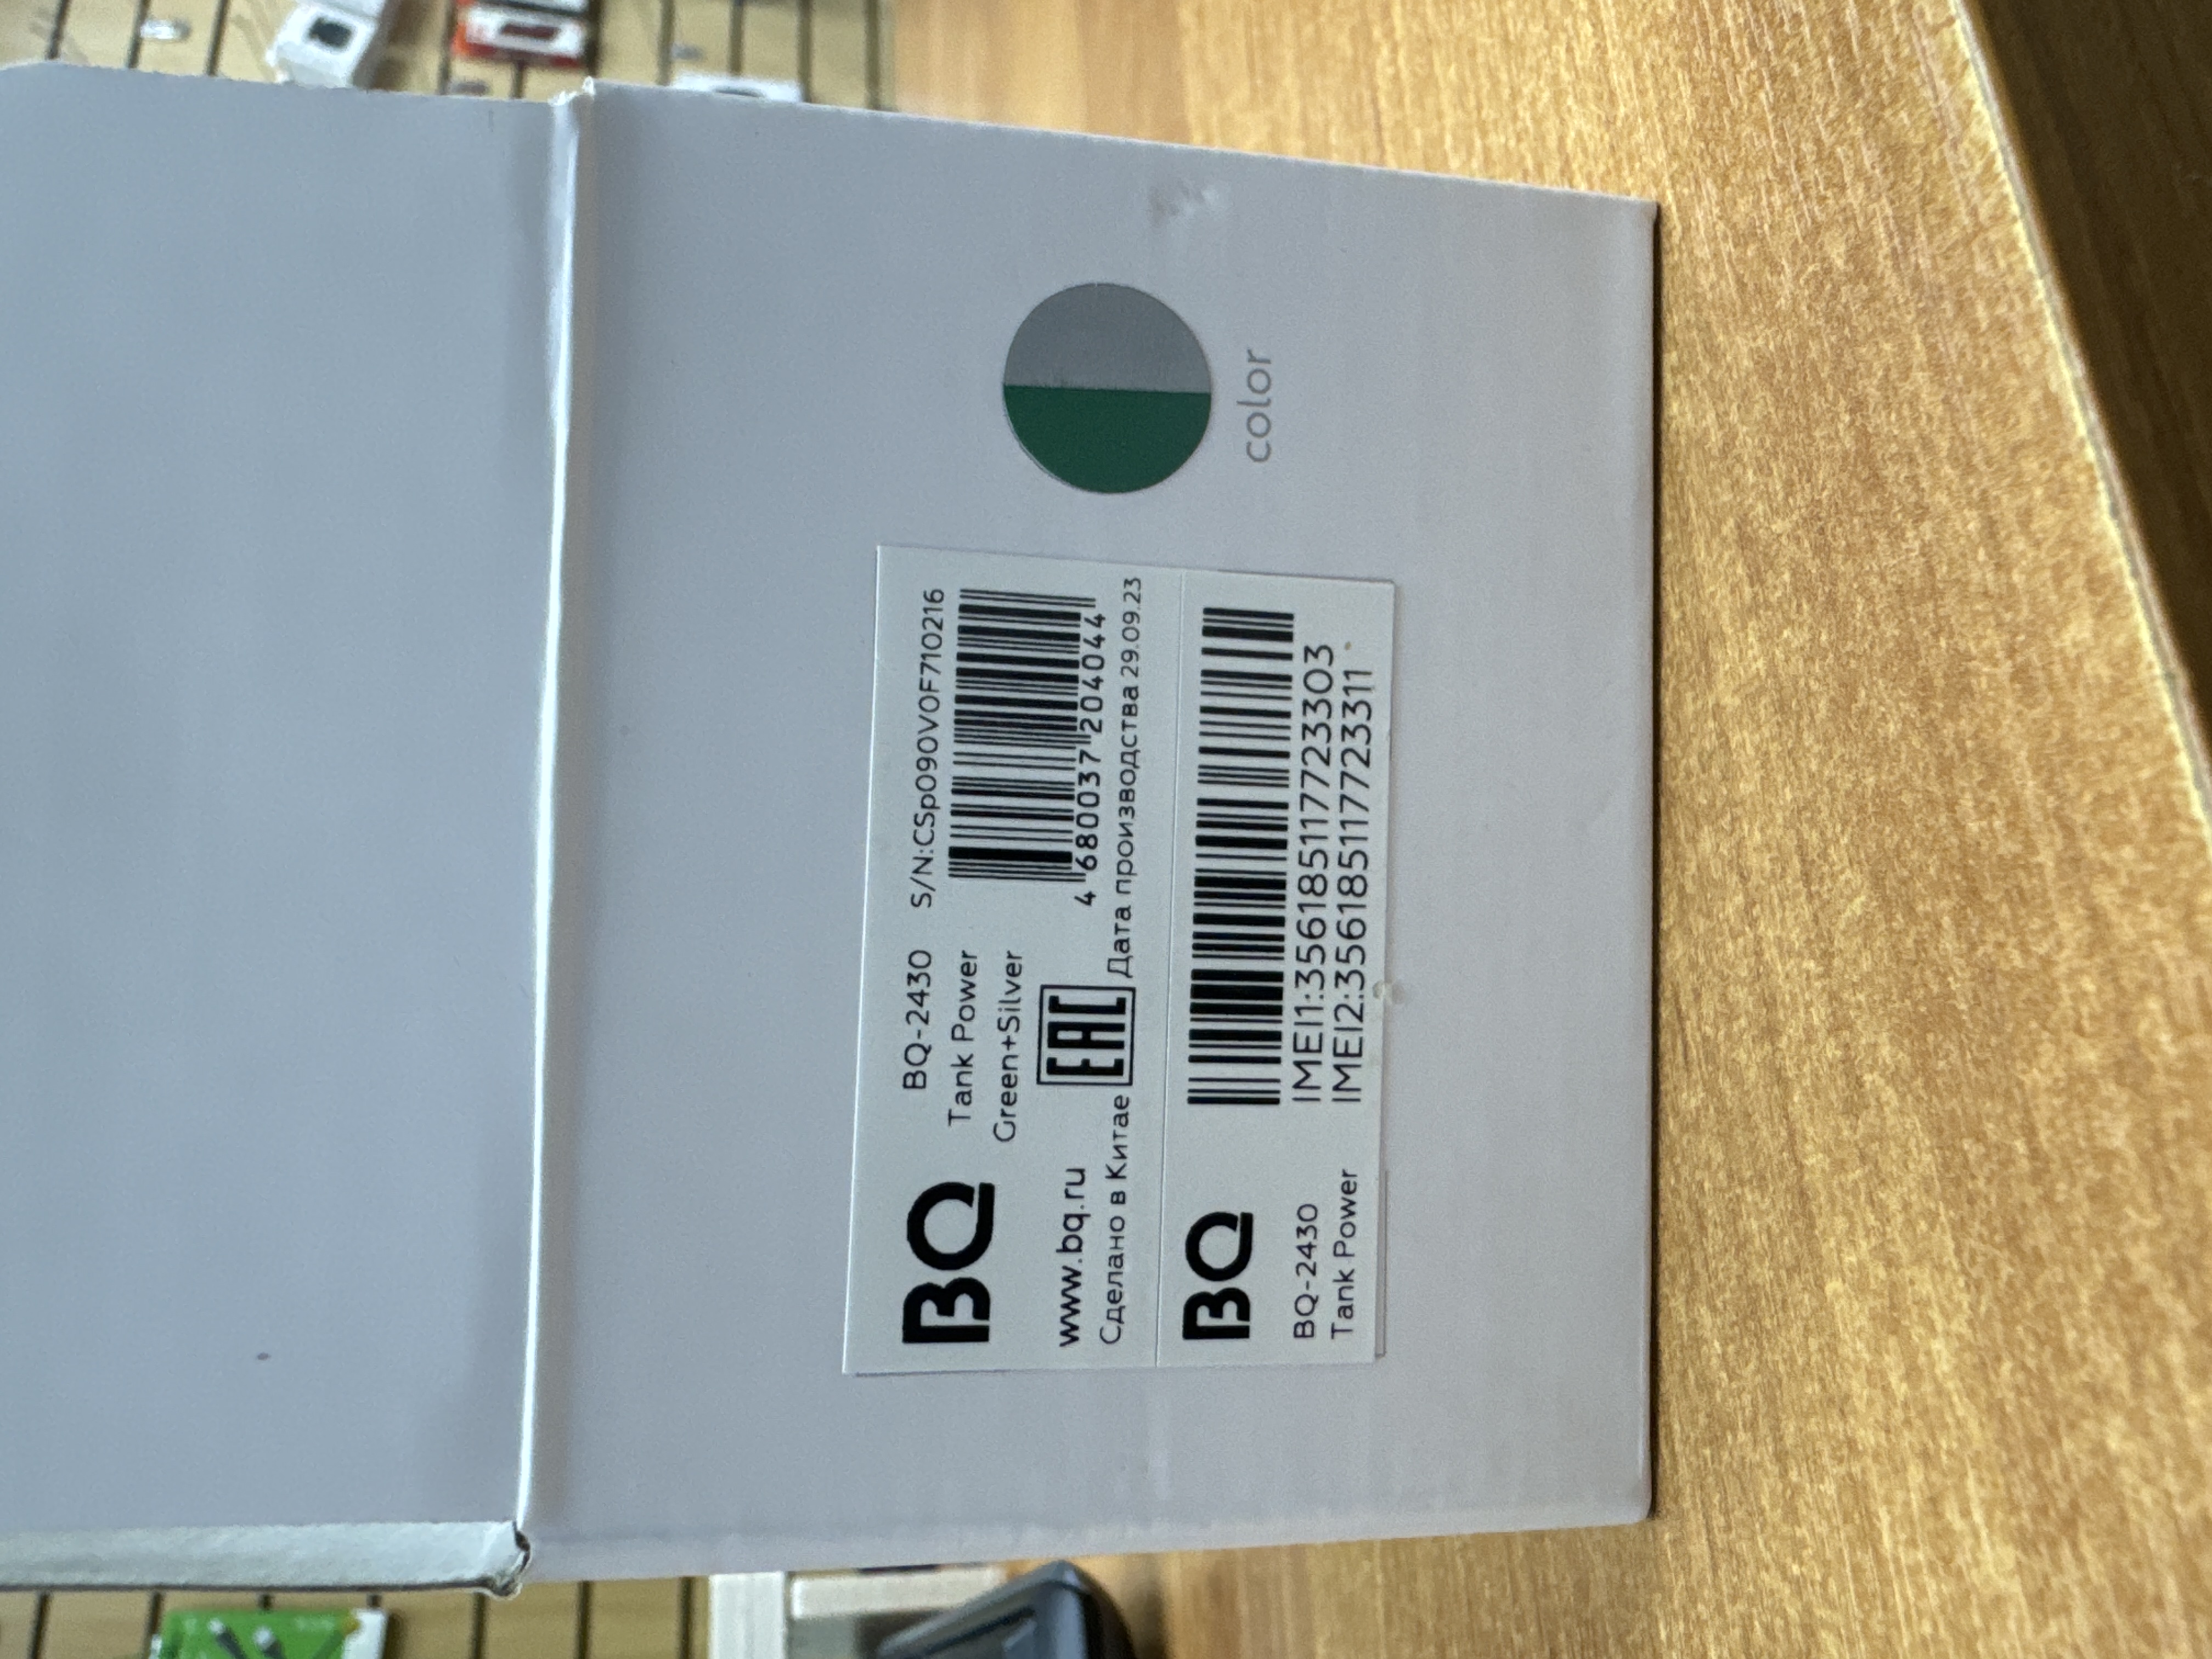 BQ
BQ-2430
Tank Power
Green+Silver
S/N:CSp090V0F710216
4 680037 204044
www.bq.ru
EAC
Сделано в Китае
Дата производства 29.09.23
BQ
BQ-2430
Tank Power
IMEI1:356185117723303
IMEI2:356185117723311
color